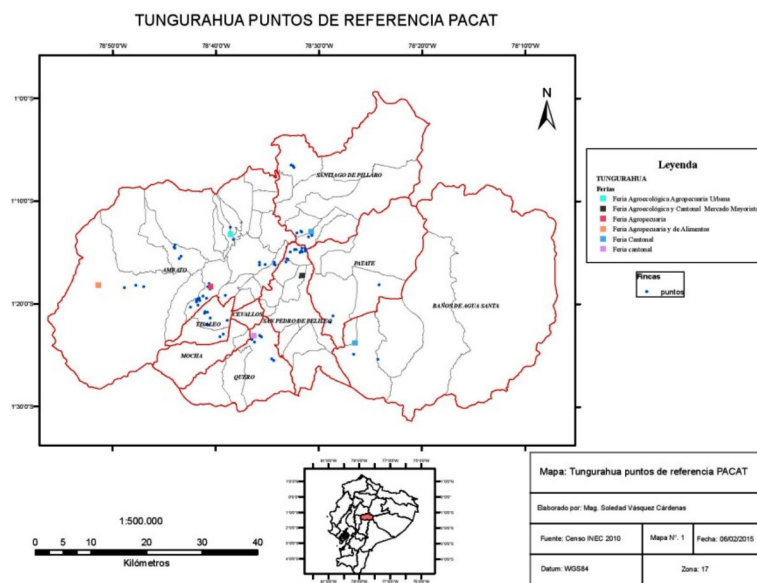 TUNGURAHUA PUNTOS DE REFERENCIA PACAT
78°50'0"W 78°40'0"W 78°30'0"W 78°20'0"W 78°10'0"W
1°0'0"S
1°10'0"S
1°20'0"S
1°30'0"S
N
SANTIAGO DE PILLARO
AMBATO
PATATE
BAÑOS DE AGUA SANTA
CEVALLOS
SAN PEDRO DE PELILEO
TISALEO
MOCHA
QUERO
Leyenda
TUNGURAHUA
Ferias
Feria Agroecológica Agropecuaria Urbana
Feria Agroecológica y Cantonal Mercado Mayorista
Feria Agropecuaria
Feria Agropecuaria y de Alimentos
Feria Cantonal
Feria cantonal
Fincas
puntos
1:500.000
0 5 10 20 30 40
Kilómetros
Mapa: Tungurahua puntos de referencia PACAT
Elaborado por: Mag. Soledad Vásquez Cárdenas
Fuente: Censo INEC 2010 Mapa N°. 1 Fecha: 06/02/2015
Datum: WGS84 Zona: 17